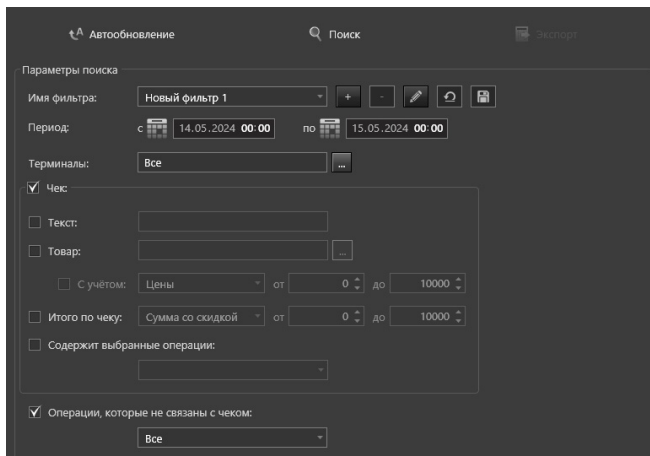 Автообновление Поиск Экспорт
Параметры поиска
Имя фильтра: Новый фильтр 1 + -
Период: с 14.05.2024 00:00 по 15.05.2024 00:00
Терминалы: Все ...
Чек:
Текст:
Товар: ...
С учётом: Цены от 0 до 10000
Итого по чеку: Сумма со скидкой от 0 до 10000
Содержит выбранные операции:
Операции, которые не связаны с чеком:
Все